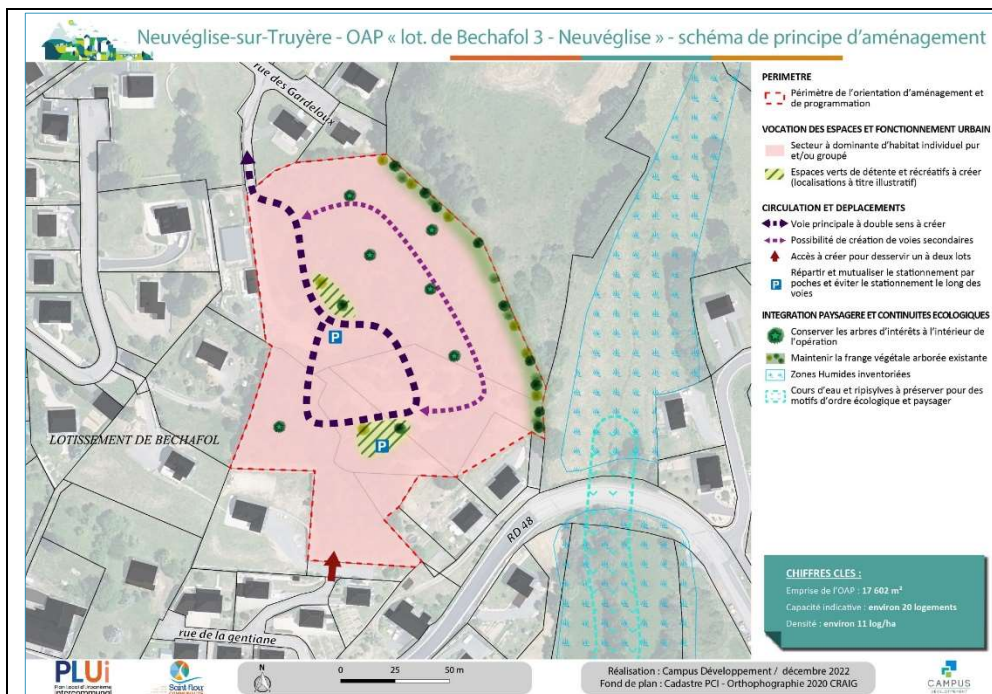 Neuvéglise-sur-Truyère - OAP « lot. de Bechafol 3 - Neuvéglise » - schéma de principe d'aménagement
rue des Gardeloux
LOTISSEMENT DE BECHAFOL
P
P
RD 48
rue de la gentiane
PERIMETRE
Périmètre de l'orientation d'aménagement et
de programmation
VOCATION DES ESPACES ET FONCTIONNEMENT URBAIN
Secteur à dominante d'habitat individuel pur
et/ou groupé
Espaces verts de détente et récréatifs à créer
(localisations à titre illustratif)
CIRCULATION ET DEPLACEMENTS
Voie principale à double sens à créer
Possibilité de création de voies secondaires
Accès à créer pour desservir un à deux lots
P
Répartir et mutualiser le stationnement par
poches et éviter le stationnement le long des
voies
INTEGRATION PAYSAGERE ET CONTINUITES ECOLOGIQUES
Conserver les arbres d'intérêts à l'intérieur de
l'opération
Maintenir la frange végétale arborée existante
Zones Humides inventoriées
Cours d'eau et ripisylves à préserver pour des
motifs d'ordre écologique et paysager
CHIFFRES CLES :
Emprise de l'OAP : 17 602 m²
Capacité indicative : environ 20 logements
Densité : environ 11 log/ha
PLUi
Plan Local d'Urbanisme
intercommunal
Saint-Flour
N
0 25 50 m
Réalisation : Campus Développement / décembre 2022
Fond de plan : Cadastre PCI - Orthophographie 2020 CRAIG
CAMPUS
DÉVELOPPEMENT